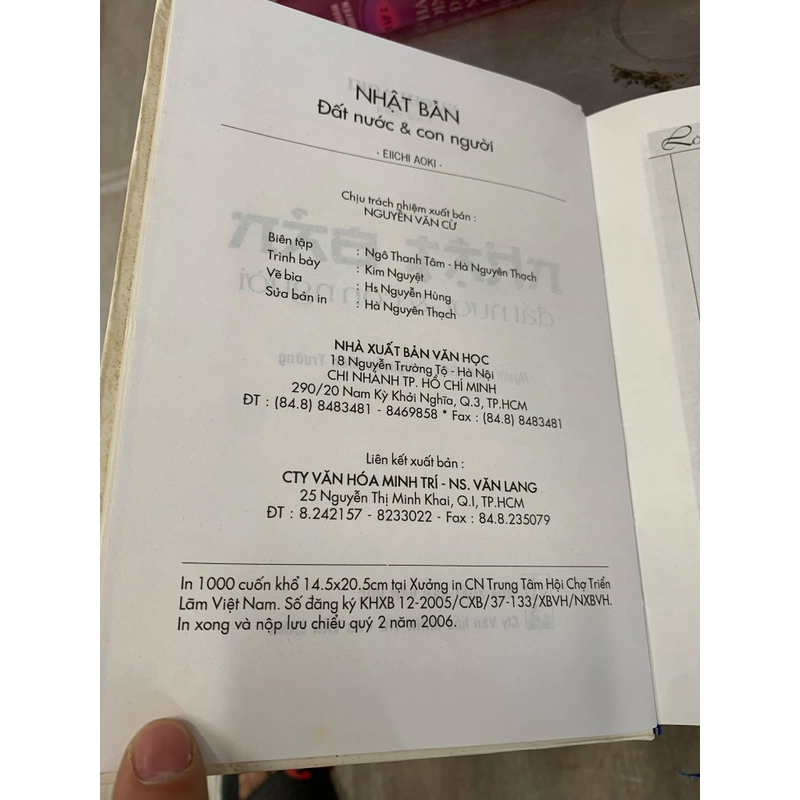 NHẬT BẢN
Đất nước & con người
- EIICHI AOKI -
Chịu trách nhiệm xuất bản :
NGUYỄN VĂN CỪ
Biên tập : Ngô Thanh Tâm - Hà Nguyên Thạch
Trình bày : Kim Nguyệt
Vẽ bìa : Hs Nguyễn Hùng
Sửa bản in : Hà Nguyên Thạch
NHÀ XUẤT BẢN VĂN HỌC
18 Nguyễn Trường Tộ - Hà Nội
CHI NHÁNH TP. HỒ CHÍ MINH
290/20 Nam Kỳ Khởi Nghĩa, Q.3, TP.HCM
ĐT : (84.8) 8483481 - 8469858 * Fax : (84.8) 8483481
Liên kết xuất bản :
CTY VĂN HÓA MINH TRÍ - NS. VĂN LANG
25 Nguyễn Thị Minh Khai, Q.I, TP.HCM
ĐT : 8.242157 - 8233022 - Fax : 84.8.235079
In 1000 cuốn khổ 14.5x20.5cm tại Xưởng in CN Trung Tâm Hội Chợ Triển
Lãm Việt Nam. Số đăng ký KHXB 12-2005/CXB/37-133/XBVH/NXBVH.
In xong và nộp lưu chiểu quý 2 năm 2006.